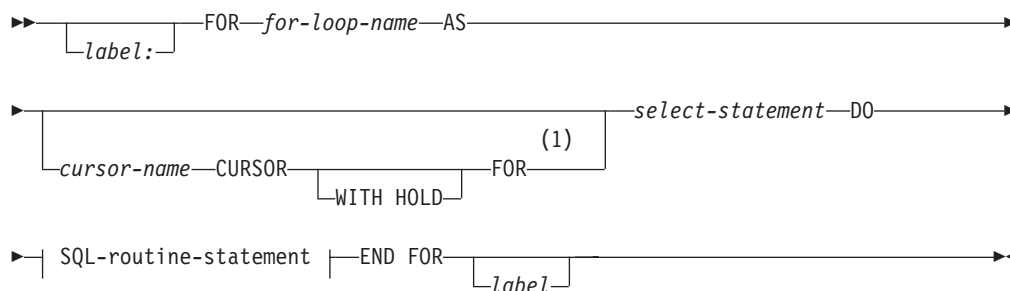 FOR for-loop-name AS
label:
select-statement DO
(1)
cursor-name CURSOR FOR
WITH HOLD
SQL-routine-statement END FOR
label